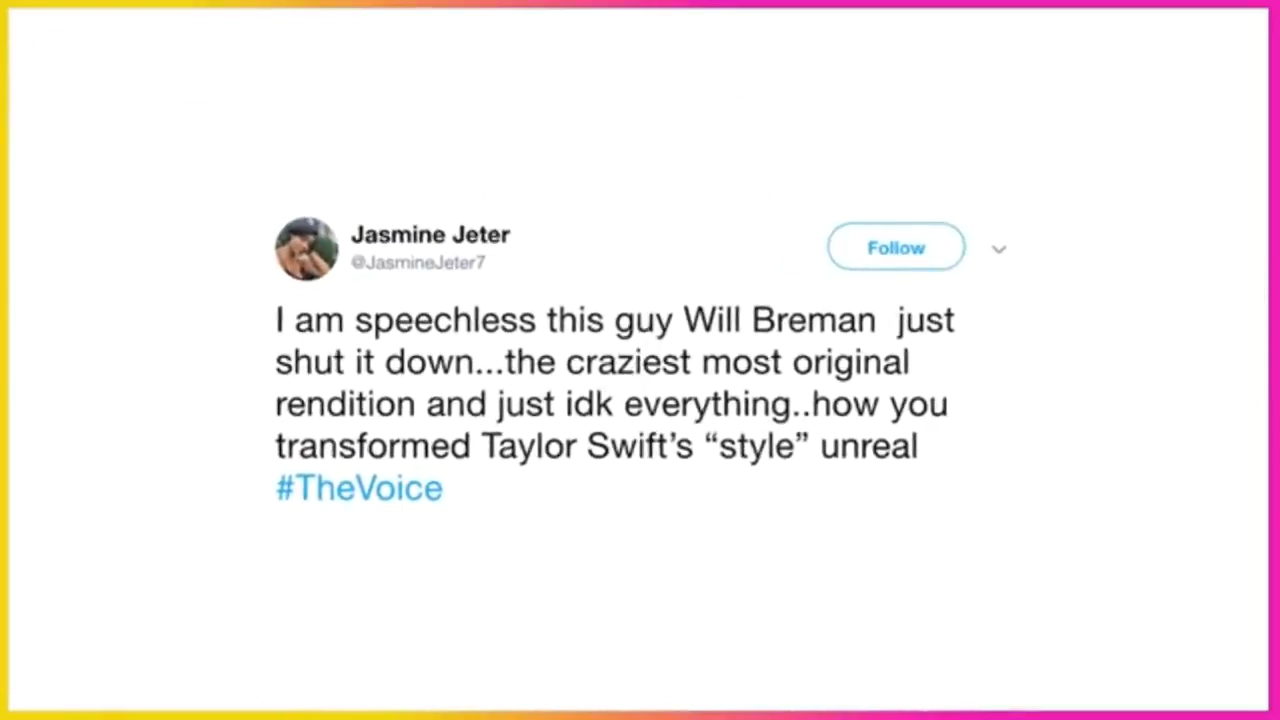 Jasmine Jeter
@JasmineJeter7
Follow
I am speechless this guy Will Breman  just
shut it down...the craziest most original
rendition and just idk everything..how you
transformed Taylor Swift's “style” unreal
#TheVoice